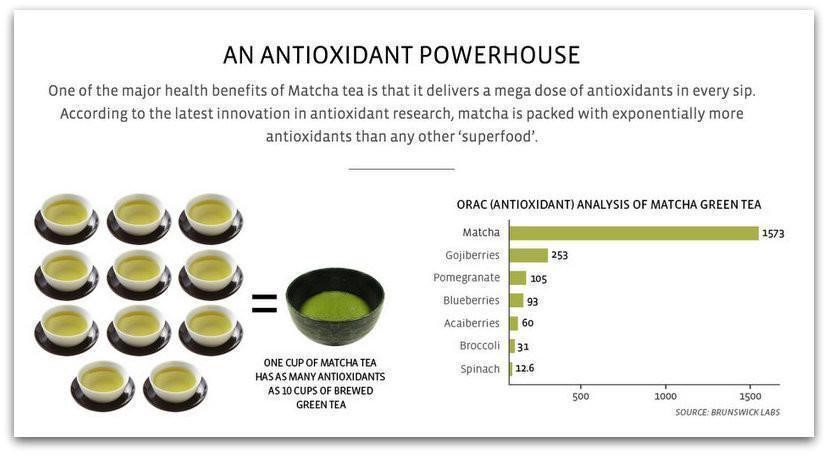 AN ANTIOXIDANT POWERHOUSE
One of the major health benefits of Matcha tea is that it delivers a mega dose of antioxidants in every sip.
According to the latest innovation in antioxidant research, matcha is packed with exponentially more
antioxidants than any other ‘superfood’.
=
ONE CUP OF MATCHA TEA
HAS AS MANY ANTIOXIDANTS
AS 10 CUPS OF BREWED
GREEN TEA
ORAC (ANTIOXIDANT) ANALYSIS OF MATCHA GREEN TEA
Matcha 1573
Gojiberries 253
Pomegranate 105
Blueberries 93
Acaiberries 60
Broccoli 31
Spinach 12.6
500 1000 1500
SOURCE: BRUNSWICK LABS